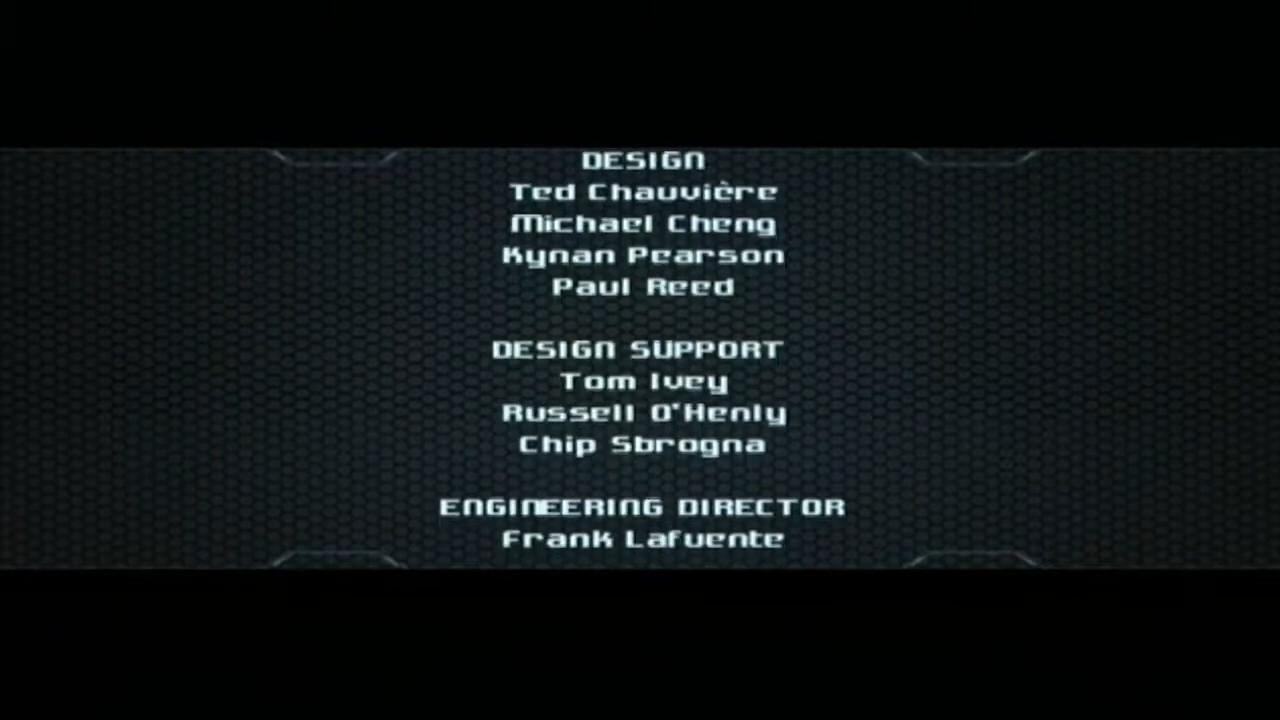 DESIGN
Ted Chauvière
Michael Cheng
Kynan Pearson
Paul Reed
DESIGN SUPPORT
Tom Ivey
Russell O'Henly
Chip Sbrogna
ENGINEERING DIRECTOR
Frank Lafuente